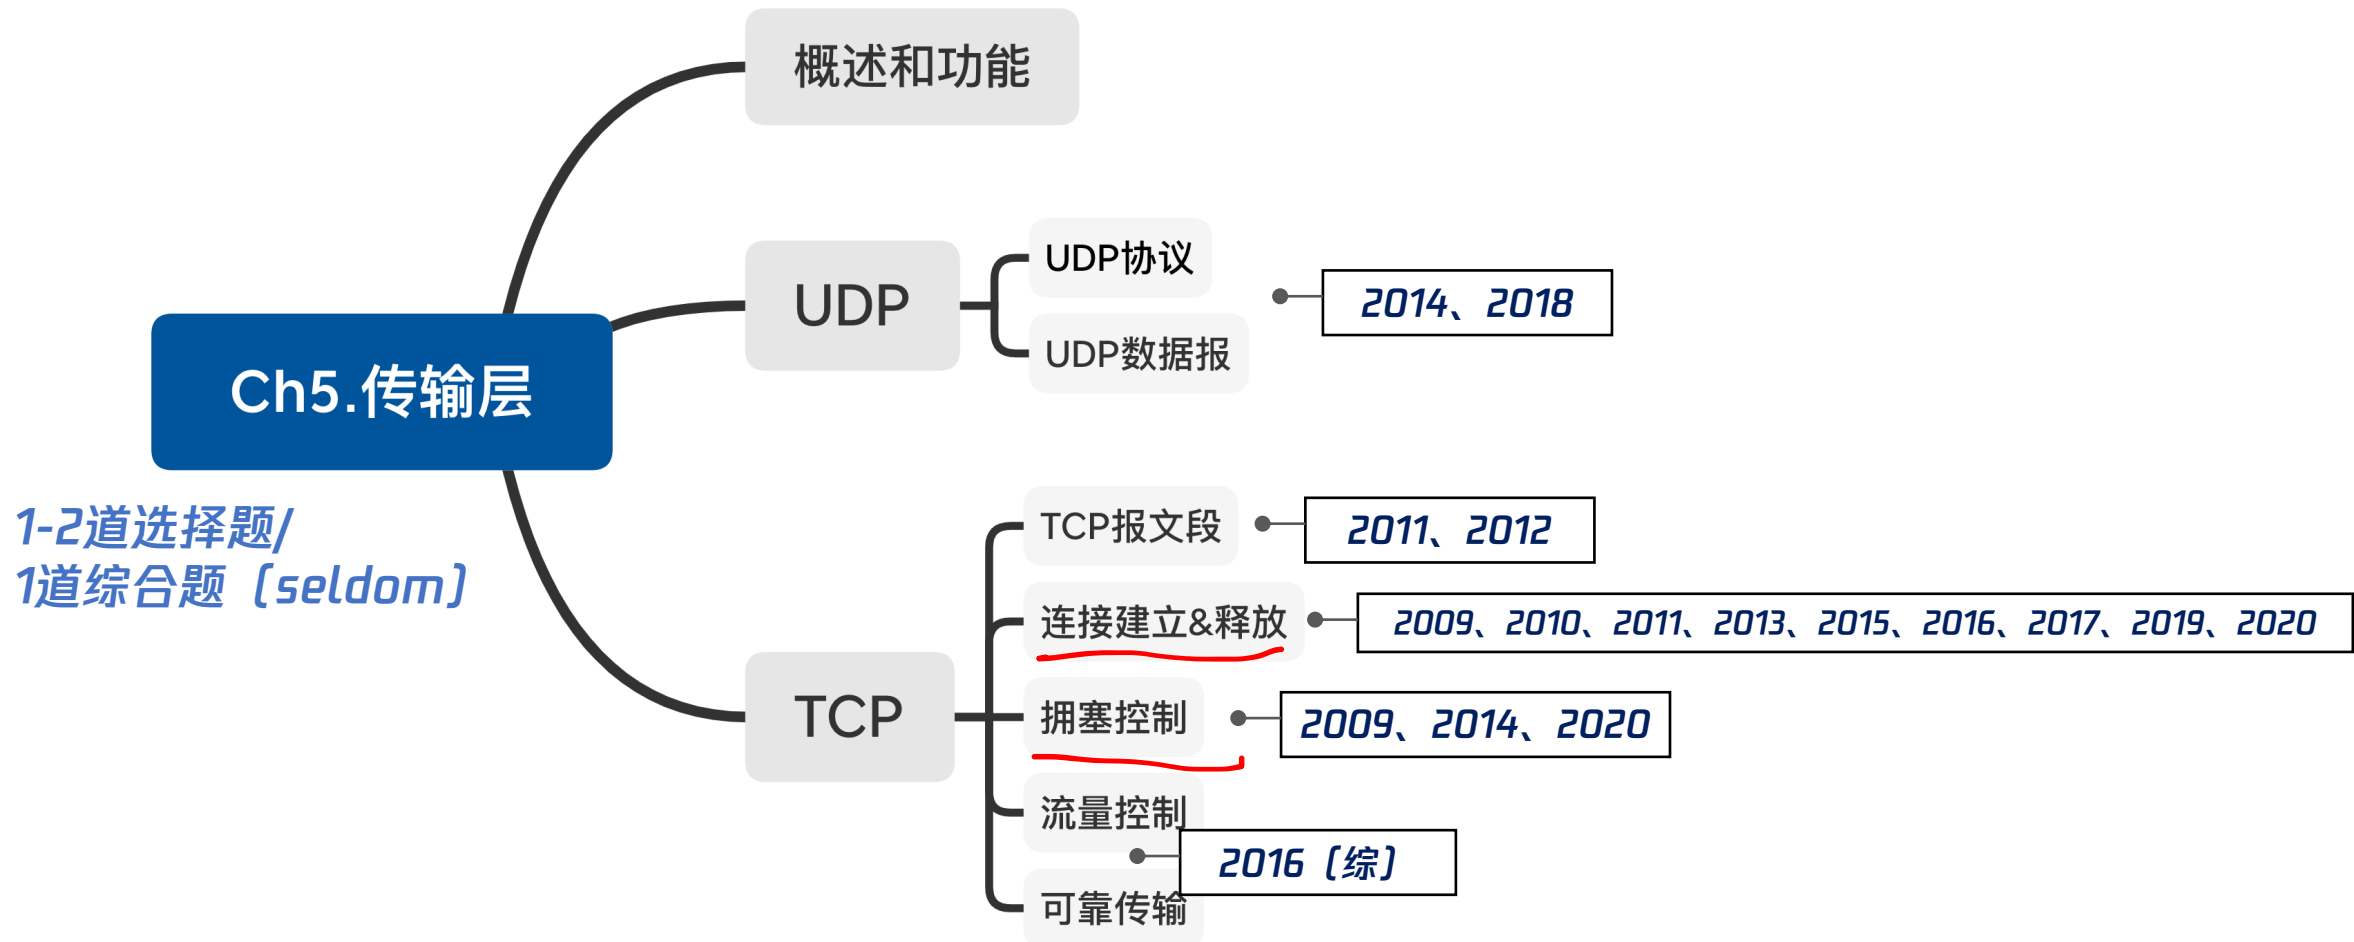 概述和功能
Ch5.传输层
1-2道选择题/
1道综合题（seldom）
UDP
UDP协议
UDP数据报
2014、2018
TCP
TCP报文段
2011、2012
连接建立&释放
2009、2010、2011、2013、2015、2016、2017、2019、2020
拥塞控制
2009、2014、2020
流量控制
可靠传输
2016（综）